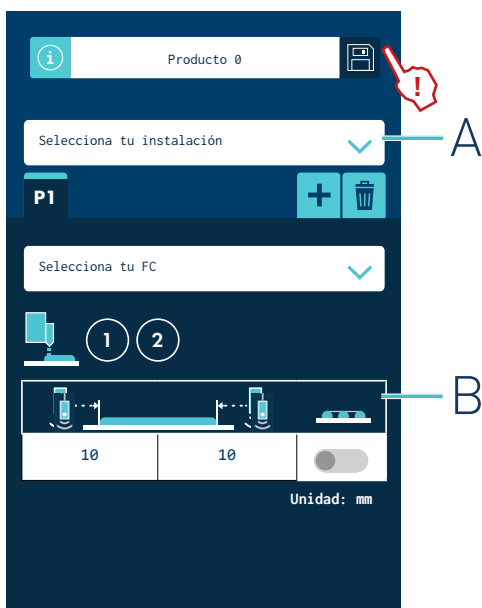 i Producto 0
!
Selecciona tu instalación
A
P1
Selecciona tu FC
1 2
B
10 10
Unidad: mm